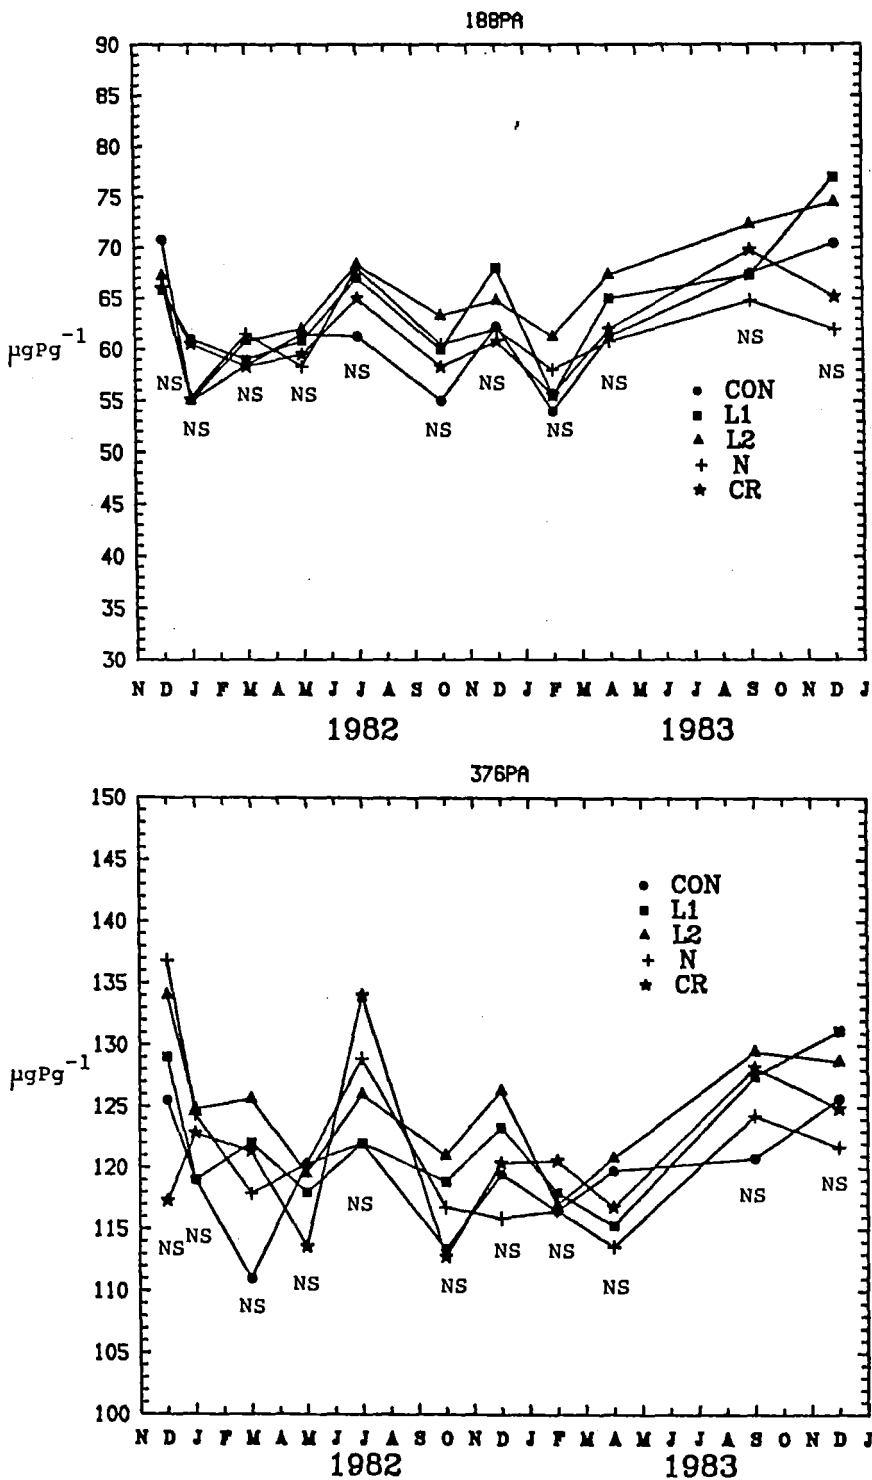 188PA
90
85
80
75
70
65
60
55
50
45
40
35
30
µgPg⁻¹
NS NS NS NS NS NS NS NS NS NS NS
CON
L1
L2
N
CR
N D J F M A M J J A S O N D J F M A M J J A S O N D J
1982 1983
376PA
150
145
140
135
130
125
120
115
110
105
100
µgPg⁻¹
CON
L1
L2
N
CR
NS NS NS NS NS NS NS NS NS NS NS
N D J F M A M J J A S O N D J F M A M J J A S O N D J
1982 1983